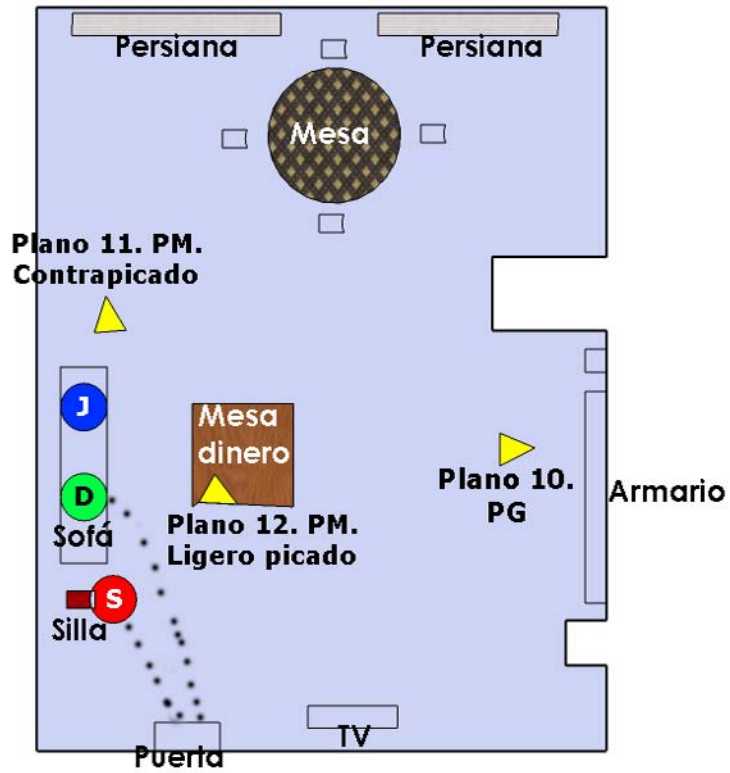 Persiana
Persiana
Mesa
Plano 11. PM.
Contrapicado
J
Mesa
dinero
D
Sofá
Plano 10.
PG
Armario
Plano 12. PM.
Ligero picado
S
Silla
TV
Puerta